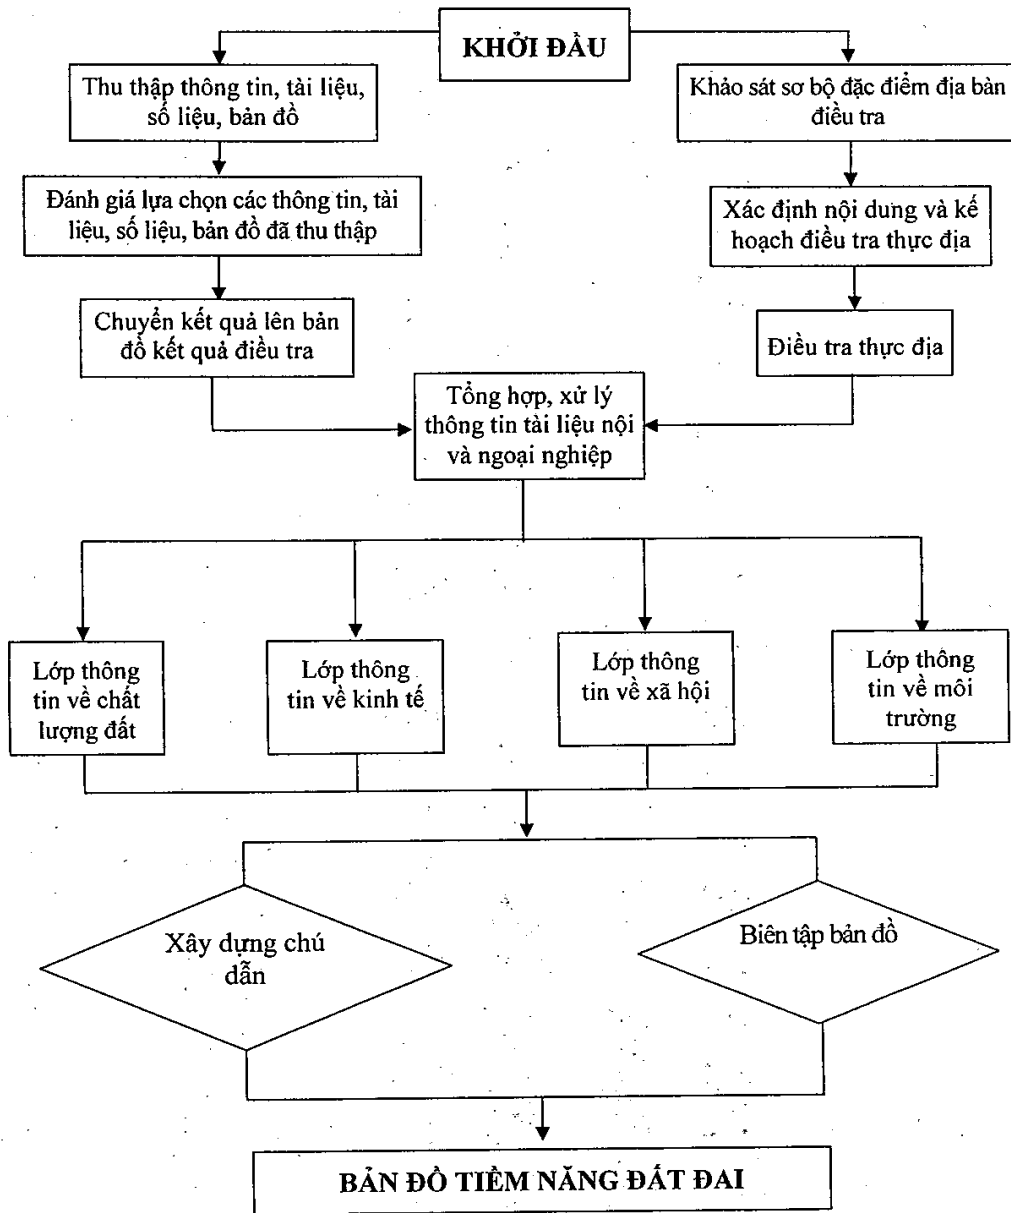 KHỞI ĐẦU
Thu thập thông tin, tài liệu,
số liệu, bản đồ
Khảo sát sơ bộ đặc điểm địa bàn
điều tra
Đánh giá lựa chọn các thông tin, tài
liệu, số liệu, bản đồ đã thu thập
Xác định nội dung và kế
hoạch điều tra thực địa
Chuyển kết quả lên bản
đồ kết quả điều tra
Điều tra thực địa
Tổng hợp, xử lý
thông tin tài liệu nội
và ngoại nghiệp
Lớp thông
tin về chất
lượng đất
Lớp thông
tin về kinh tế
Lớp thông
tin về xã hội
Lớp thông
tin về môi
trường
Xây dựng chú
dẫn
Biên tập bản đồ
BẢN ĐỒ TIỀM NĂNG ĐẤT ĐAI